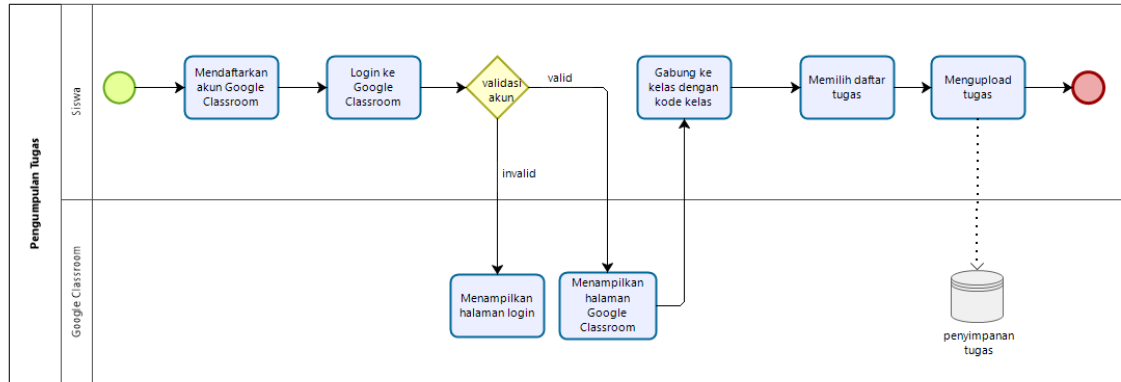 Pengumpulan Tugas
Siswa
Mendaftarkan
akun Google
Classroom
Login ke
Google
Classroom
validasi
akun
valid
invalid
Gabung ke
kelas dengan
kode kelas
Memilih daftar
tugas
Mengupload
tugas
Google Classroom
Menampilkan
halaman login
Menampilkan
halaman
Google
Classroom
penyimpanan
tugas